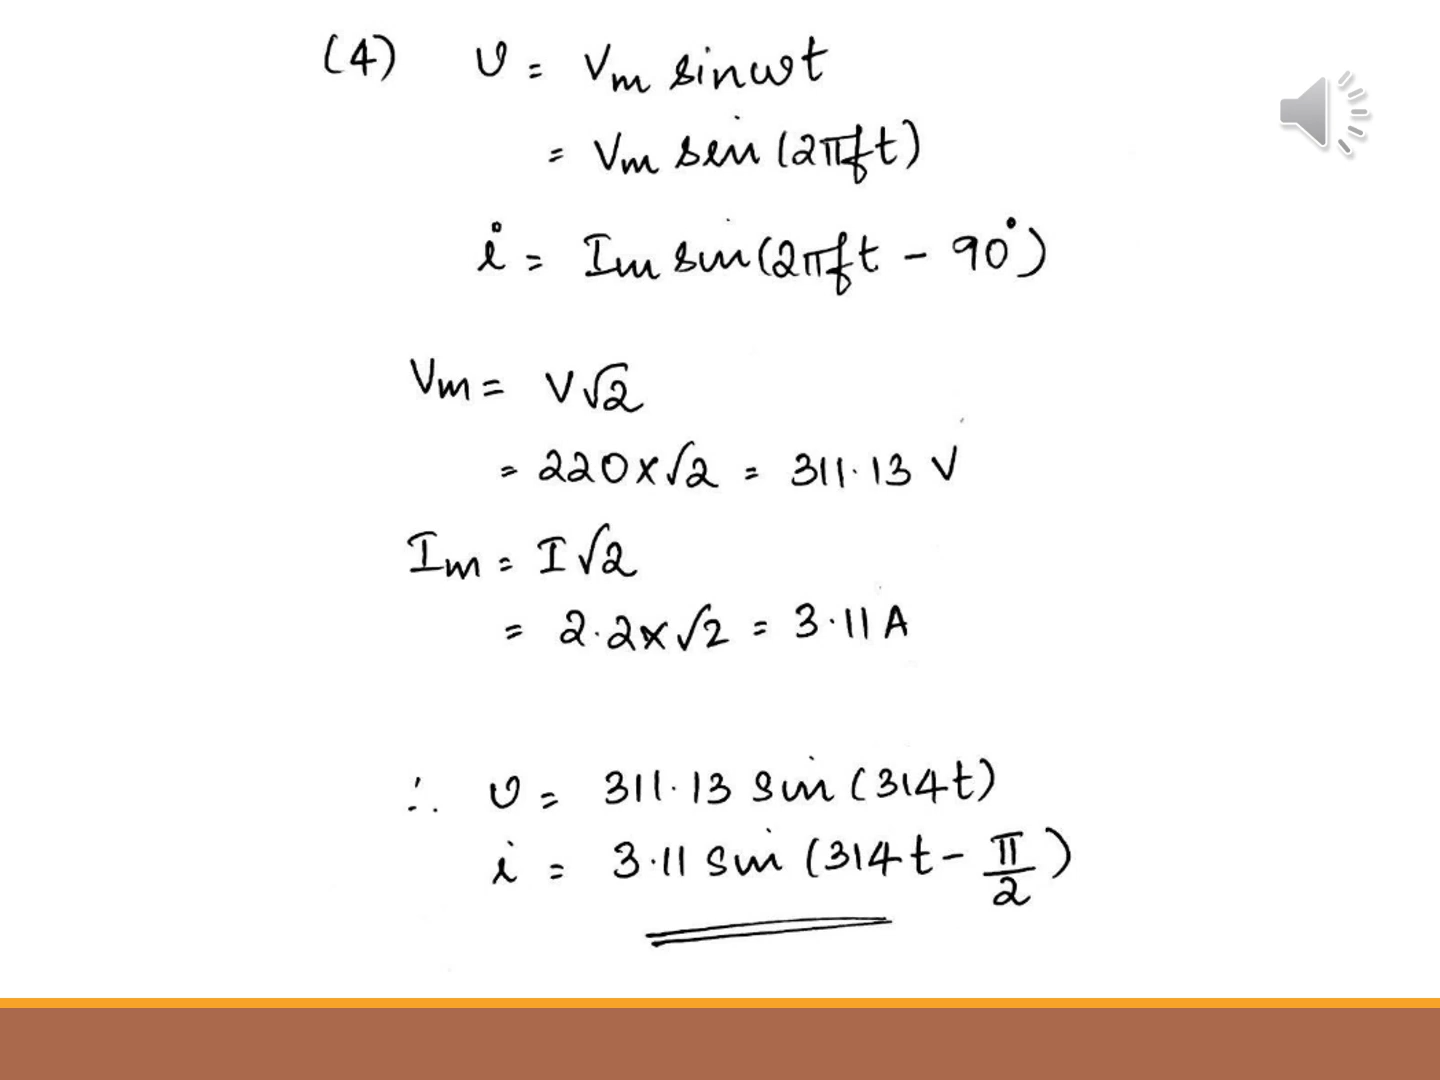 (4) v = Vm sinωt
= Vm sin (2πft)
i = Im sin(2πft - 90°)
Vm = V√2
= 220×√2 = 311.13 V
Im = I√2
= 2.2×√2 = 3.11 A
∴ v = 311.13 sin (314t)
i = 3.11 sin (314t - π/2)